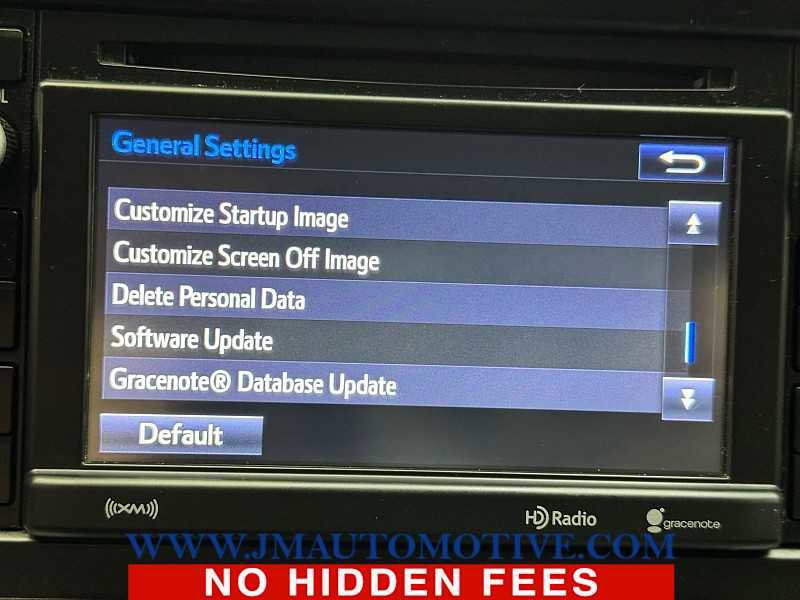 L
General Settings
Customize Startup Image
Customize Screen Off Image
Delete Personal Data
Software Update
Gracenote® Database Update
Default
((XM))
HD Radio
gracenote
WWW.JMAUTOMOTIVE.COM
NO HIDDEN FEES